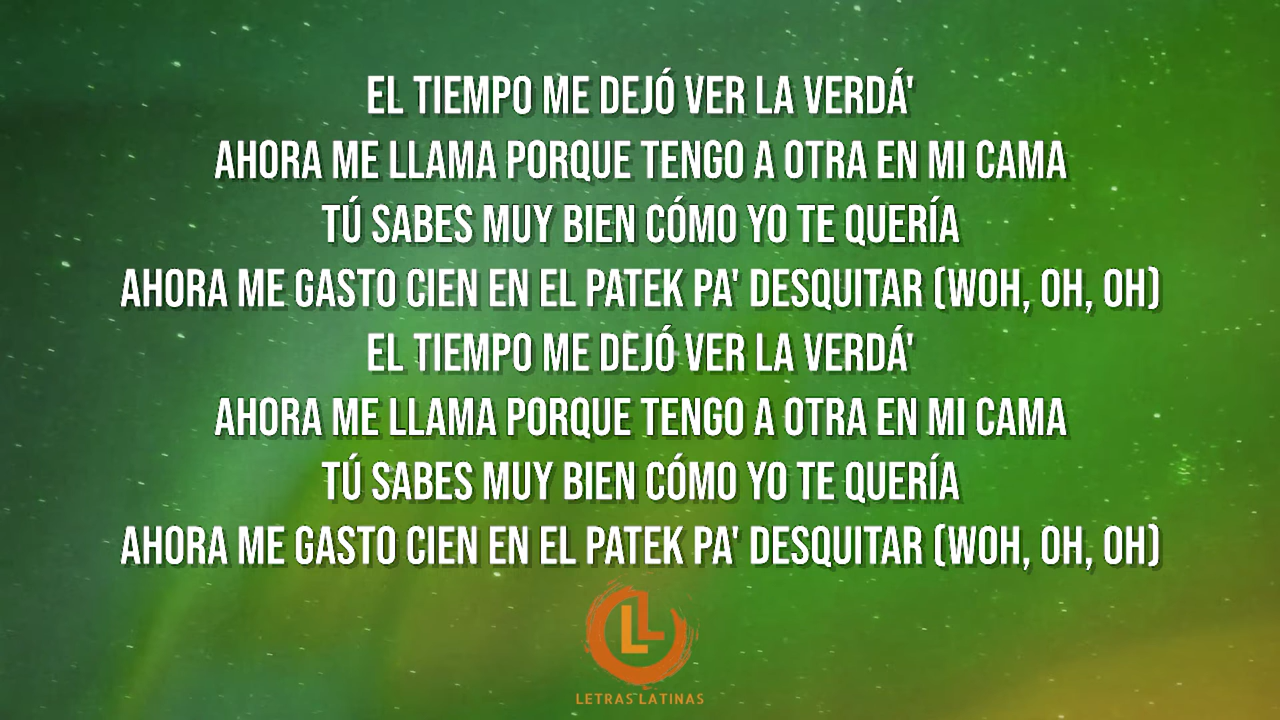 EL TIEMPO ME DEJÓ VER LA VERDÁ'
AHORA ME LLAMA PORQUE TENGO A OTRA EN MI CAMA
TÚ SABES MUY BIEN CÓMO YO TE QUERÍA
AHORA ME GASTO CIEN EN EL PATEK PA' DESQUITAR (WOH, OH, OH)
EL TIEMPO ME DEJÓ VER LA VERDÁ'
AHORA ME LLAMA PORQUE TENGO A OTRA EN MI CAMA
TÚ SABES MUY BIEN CÓMO YO TE QUERÍA
AHORA ME GASTO CIEN EN EL PATEK PA' DESQUITAR (WOH, OH, OH)
LL
LETRAS LATINAS